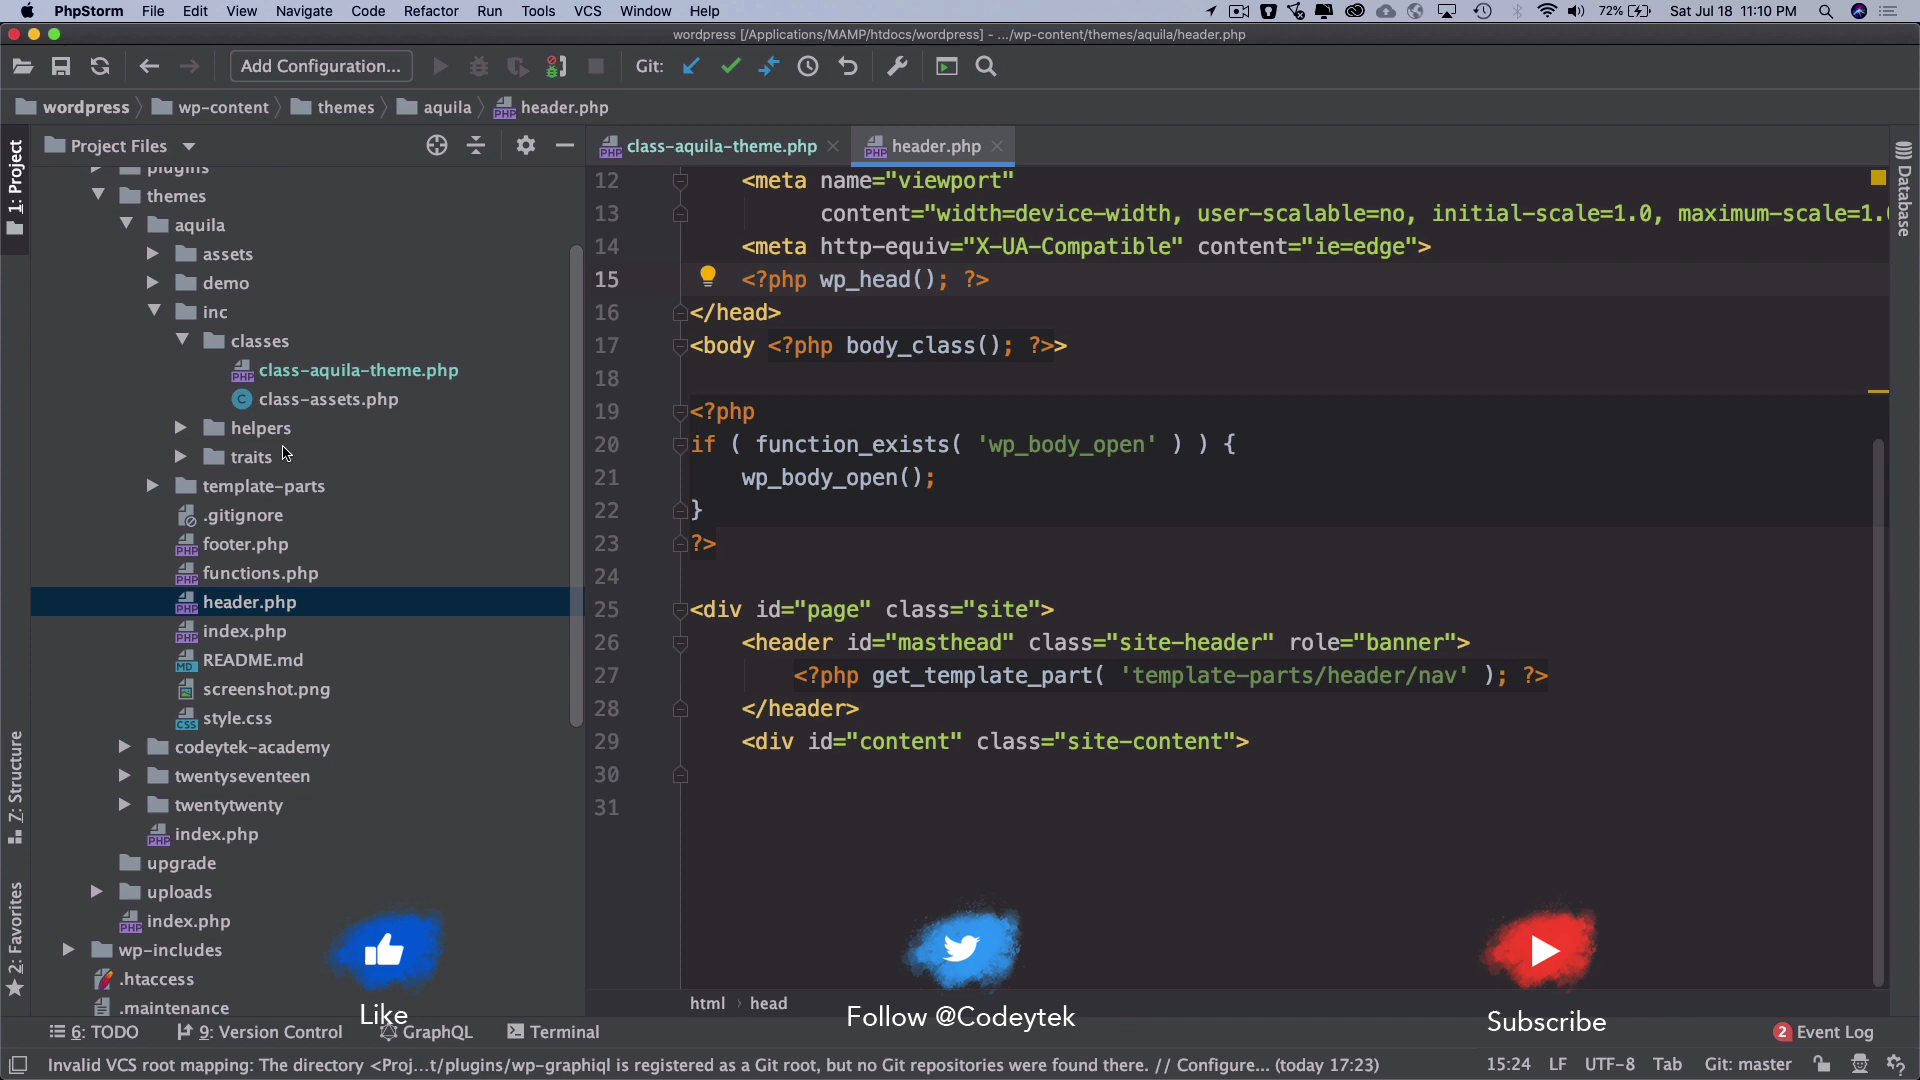 PhpStorm File Edit View Navigate Code Refactor Run Tools VCS Window Help 72% Sat Jul 18 11:10 PM
wordpress [/Applications/MAMP/htdocs/wordpress] - .../wp-content/themes/aquila/header.php
Add Configuration... Git:
wordpress wp-content themes aquila header.php
1: Project
Project Files
class-aquila-theme.php
header.php
Database
plugins
themes
aquila
assets
demo
inc
classes
class-aquila-theme.php
class-assets.php
helpers
traits
template-parts
.gitignore
footer.php
functions.php
header.php
index.php
README.md
screenshot.png
style.css
codeytek-academy
twentyseventeen
twentytwenty
index.php
upgrade
uploads
index.php
wp-includes
.htaccess
.maintenance
Z: Structure
2: Favorites
12 <meta name="viewport"
13 content="width=device-width, user-scalable=no, initial-scale=1.0, maximum-scale=1.0
14 <meta http-equiv="X-UA-Compatible" content="ie=edge">
15 <?php wp_head(); ?>
16 </head>
17 <body <?php body_class(); ?>>
18
19 <?php
20 if ( function_exists( 'wp_body_open' ) ) {
21 wp_body_open();
22 }
23 ?>
24
25 <div id="page" class="site">
26 <header id="masthead" class="site-header" role="banner">
27 <?php get_template_part( 'template-parts/header/nav' ); ?>
28 </header>
29 <div id="content" class="site-content">
30
31
html › head
Like
Follow @Codeytek
Subscribe
6: TODO 9: Version Control GraphQL Terminal 2 Event Log
Invalid VCS root mapping: The directory <Proj...t/plugins/wp-graphiql is registered as a Git root, but no Git repositories were found there. // Configure... (today 17:23) 15:24 LF UTF-8 Tab Git: master